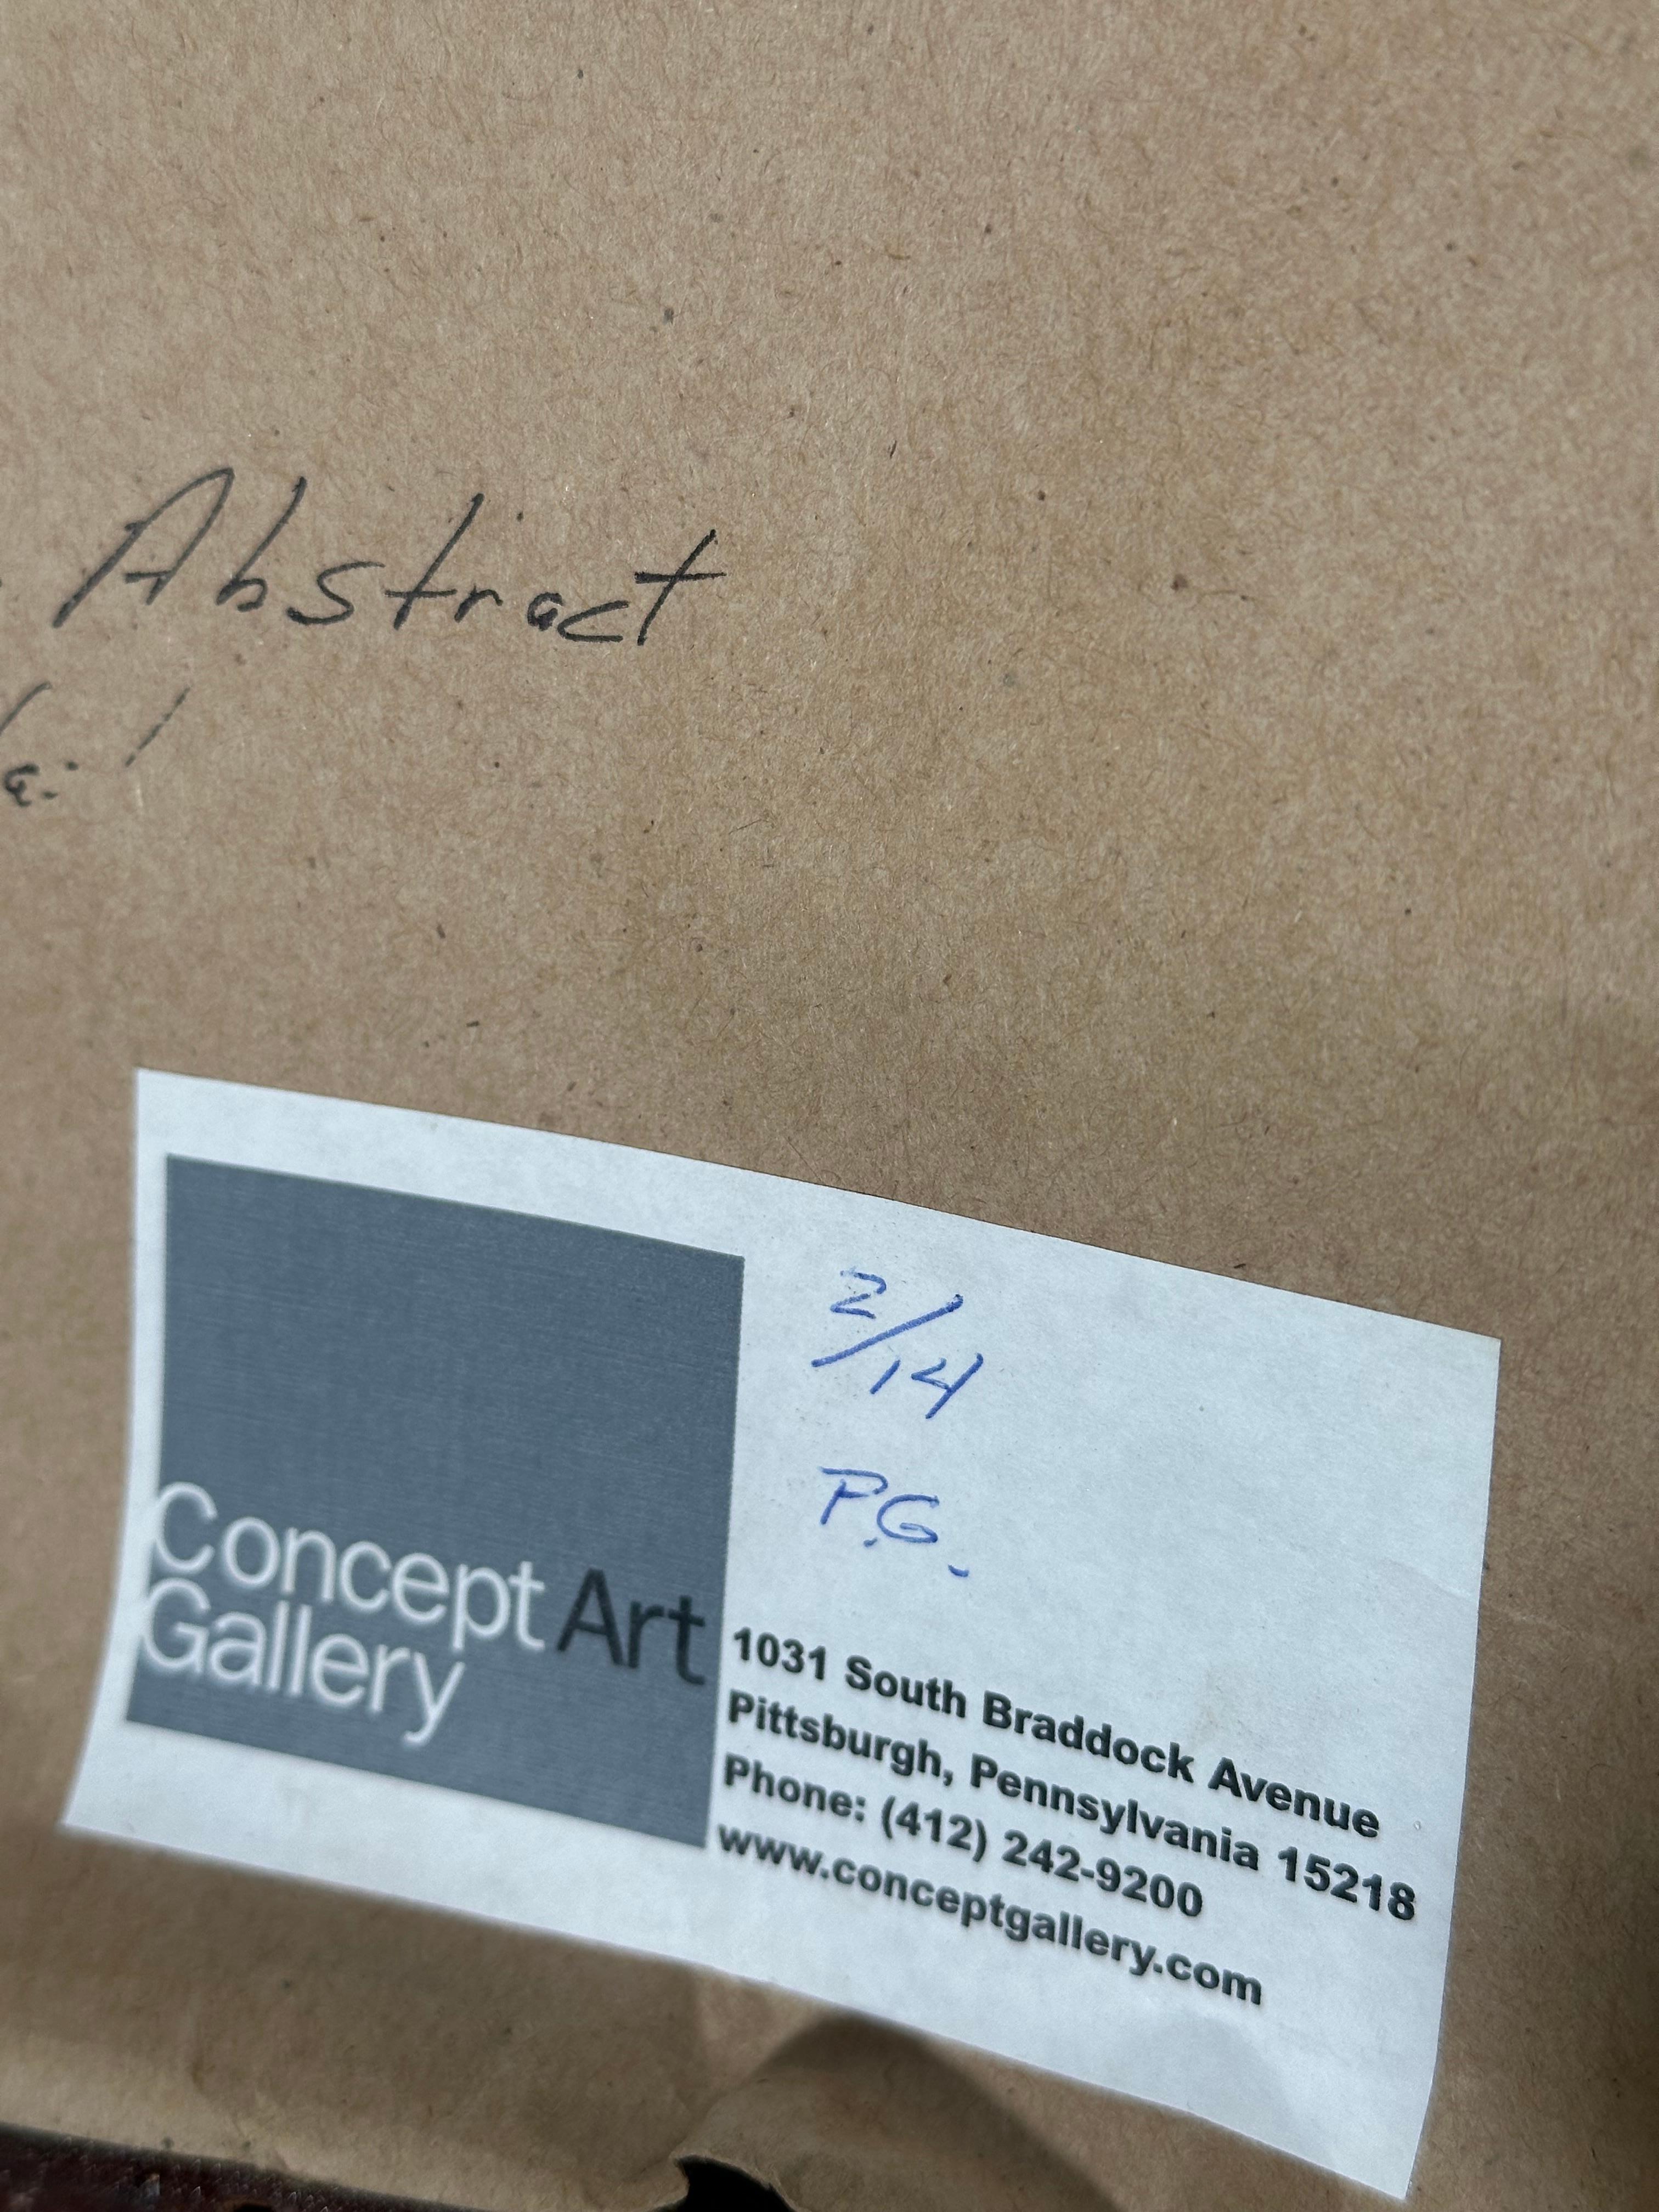 Abstract
2/14
P.G.
Concept Art
Gallery
1031 South Braddock Avenue
Pittsburgh, Pennsylvania 15218
Phone: (412) 242-9200
www.conceptgallery.com